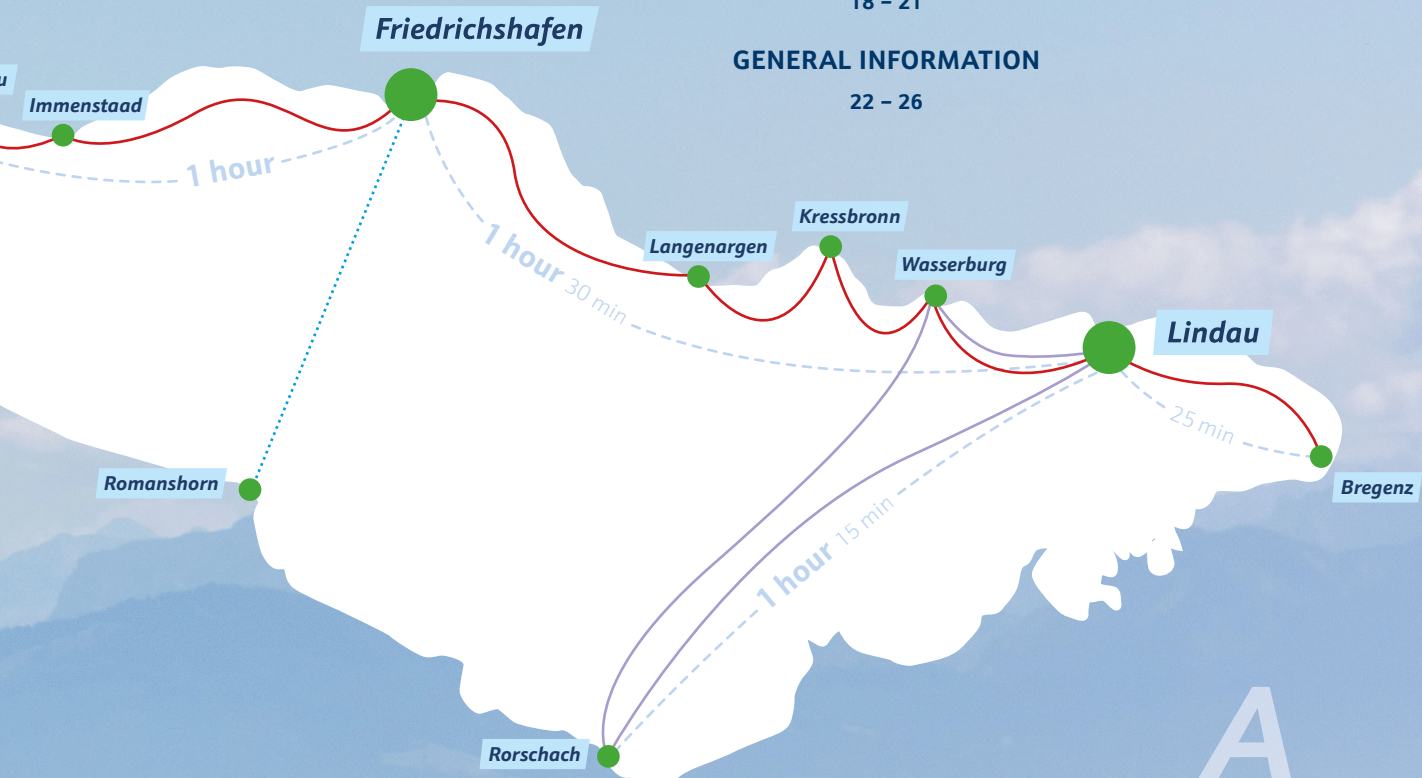 18 – 21
Friedrichshafen
GENERAL INFORMATION
22 – 26
u
Immenstaad
1 hour
Kressbronn
Langenargen
Wasserburg
1 hour 30 min
Lindau
25 min
Romanshorn
Bregenz
1 hour 15 min
Rorschach
A